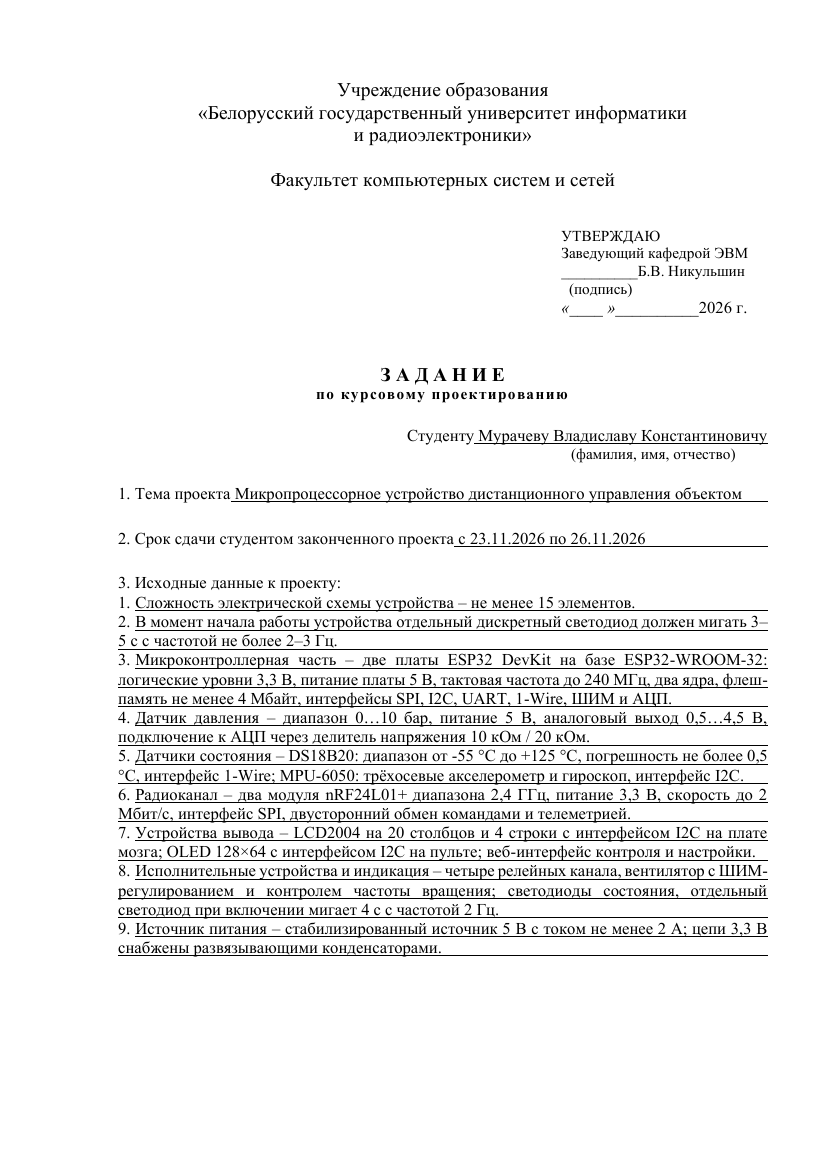 Учреждение образования
«Белорусский государственный университет информатики
и радиоэлектроники»
Факультет компьютерных систем и сетей
УТВЕРЖДАЮ
Заведующий кафедрой ЭВМ
__________Б.В. Никульшин
(подпись)
«____ »__________2026 г.
З А Д А Н И Е
по курсовому проектированию
Студенту Мурачеву Владиславу Константиновичу
(фамилия, имя, отчество)
1. Тема проекта Микропроцессорное устройство дистанционного управления объектом
2. Срок сдачи студентом законченного проекта с 23.11.2026 по 26.11.2026
3. Исходные данные к проекту:
1. Сложность электрической схемы устройства – не менее 15 элементов.
2. В момент начала работы устройства отдельный дискретный светодиод должен мигать 3–
5 с с частотой не более 2–3 Гц.
3. Микроконтроллерная часть – две платы ESP32 DevKit на базе ESP32-WROOM-32:
логические уровни 3,3 В, питание платы 5 В, тактовая частота до 240 МГц, два ядра, флеш-
память не менее 4 Мбайт, интерфейсы SPI, I2C, UART, 1-Wire, ШИМ и АЦП.
4. Датчик давления – диапазон 0…10 бар, питание 5 В, аналоговый выход 0,5…4,5 В,
подключение к АЦП через делитель напряжения 10 кОм / 20 кОм.
5. Датчики состояния – DS18B20: диапазон от -55 °C до +125 °C, погрешность не более 0,5
°C, интерфейс 1-Wire; MPU-6050: трёхосевые акселерометр и гироскоп, интерфейс I2C.
6. Радиоканал – два модуля nRF24L01+ диапазона 2,4 ГГц, питание 3,3 В, скорость до 2
Мбит/с, интерфейс SPI, двусторонний обмен командами и телеметрией.
7. Устройства вывода – LCD2004 на 20 столбцов и 4 строки с интерфейсом I2C на плате
мозга; OLED 128×64 с интерфейсом I2C на пульте; веб-интерфейс контроля и настройки.
8. Исполнительные устройства и индикация – четыре релейных канала, вентилятор с ШИМ-
регулированием и контролем частоты вращения; светодиоды состояния, отдельный
светодиод при включении мигает 4 с с частотой 2 Гц.
9. Источник питания – стабилизированный источник 5 В с током не менее 2 А; цепи 3,3 В
снабжены развязывающими конденсаторами.